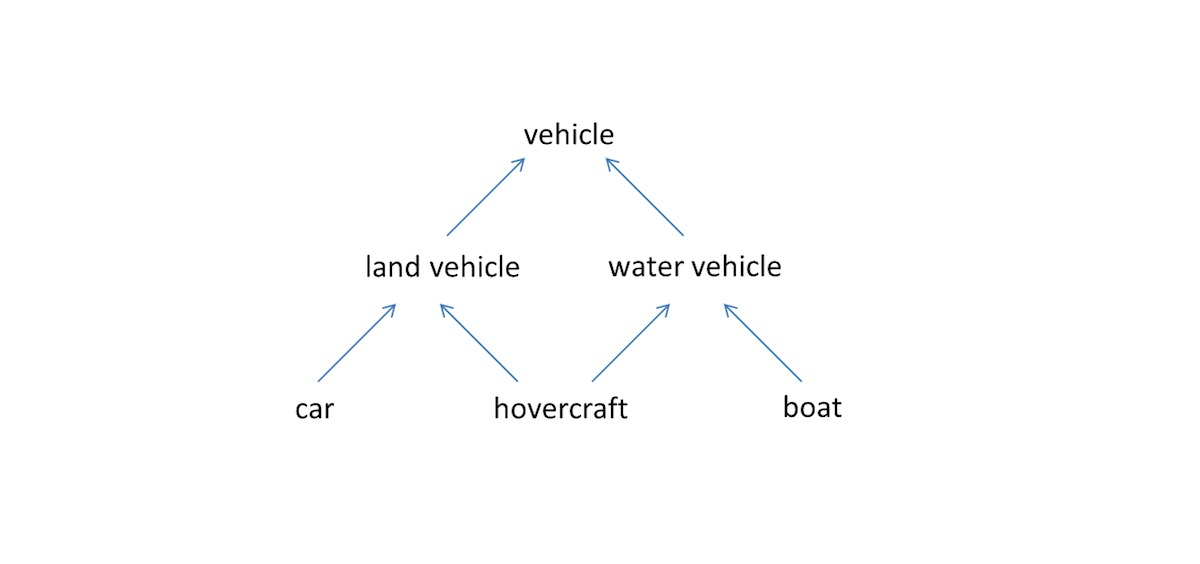 vehicle
land vehicle
water vehicle
car
hovercraft
boat